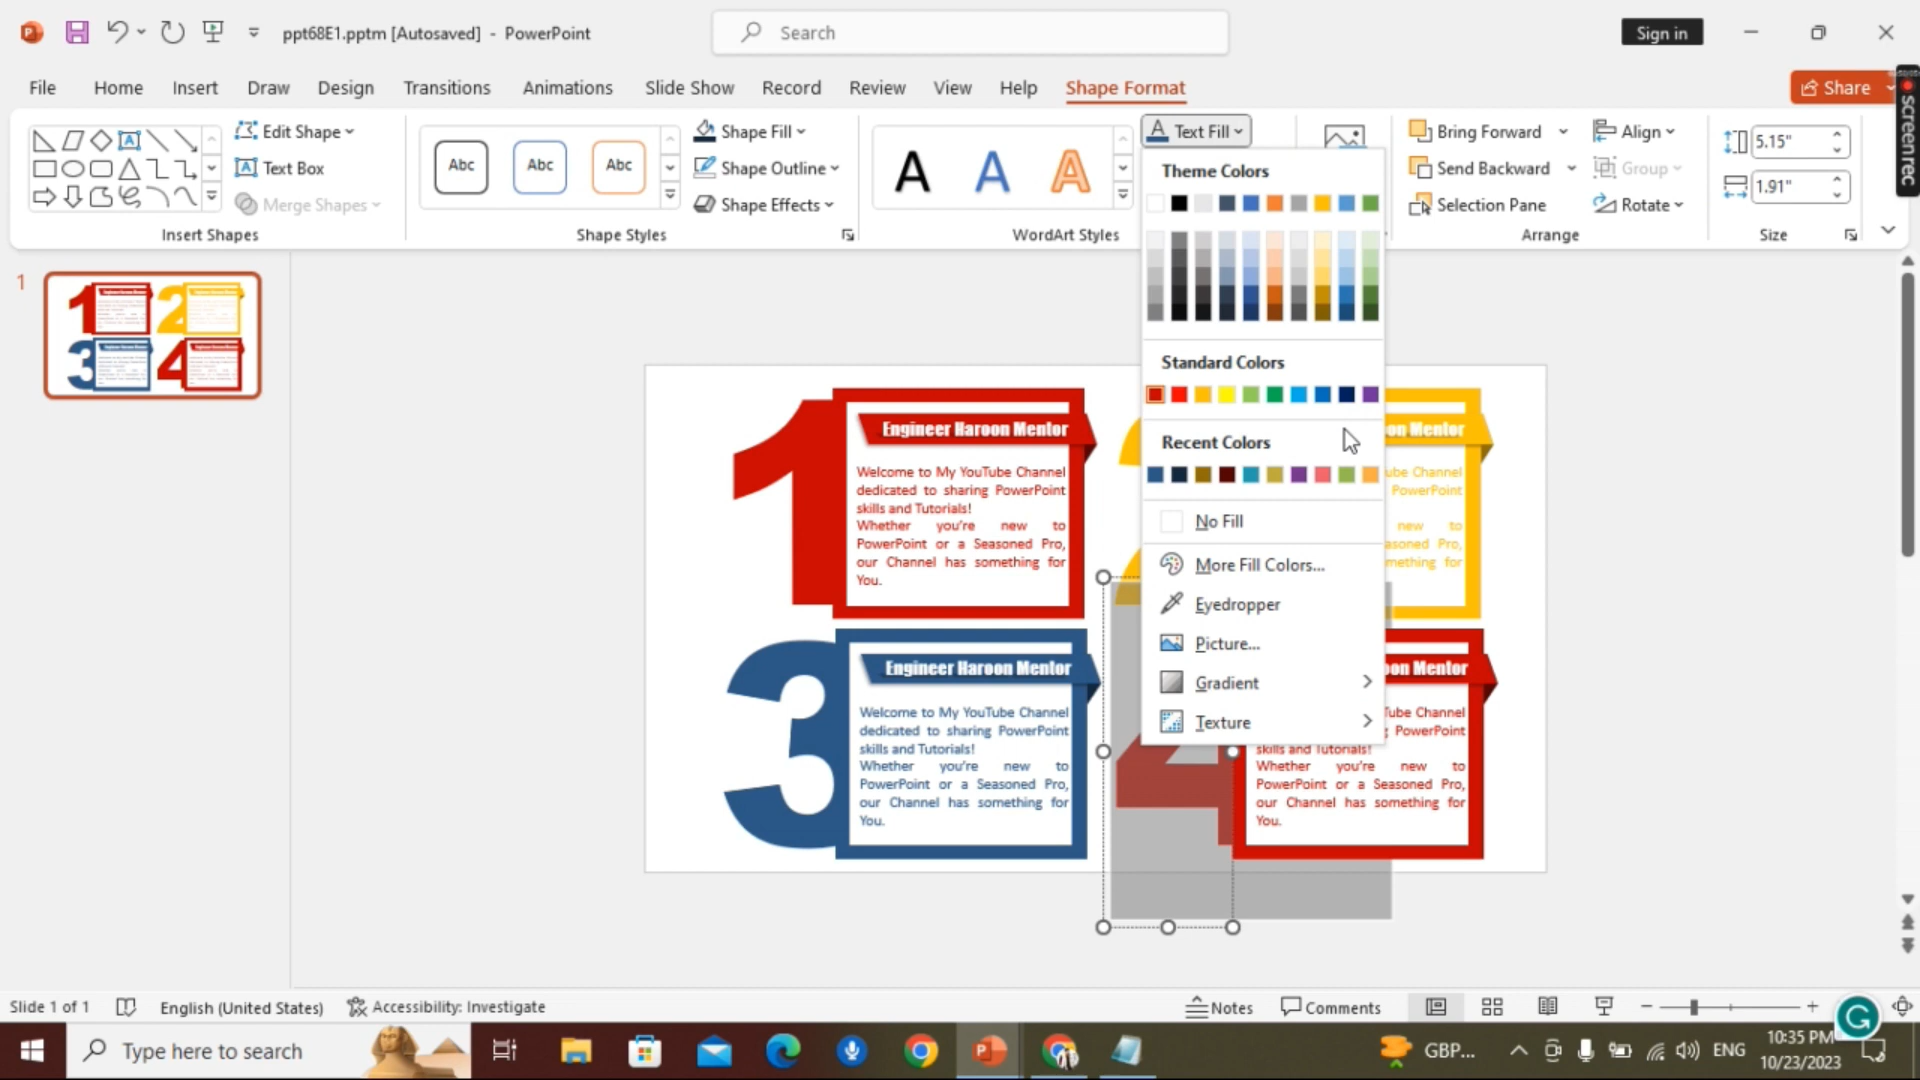 ppt68E1.pptm [Autosaved] - PowerPoint
Search
Sign in
File Home Insert Draw Design Transitions Animations Slide Show Record Review View Help Shape Format
Share
screenrec
Edit Shape
Text Box
Merge Shapes
Insert Shapes
Abc Abc Abc
Shape Fill
Shape Outline
Shape Effects
Shape Styles
A A A
WordArt Styles
Text Fill
Bring Forward
Send Backward
Selection Pane
Align
Group
Rotate
Arrange
5.15"
1.91"
Size
Theme Colors
Standard Colors
Recent Colors
No Fill
More Fill Colors...
Eyedropper
Picture...
Gradient
Texture
1
1
Engineer Haroon Mentor
Welcome to My YouTube Channel
dedicated to sharing PowerPoint
skills and Tutorials!
Whether you're new to
PowerPoint or a Seasoned Pro,
our Channel has something for
You.
on Mentor
ube Channel
PowerPoint
new to
asoned Pro,
mething for
3
Engineer Haroon Mentor
Welcome to My YouTube Channel
dedicated to sharing PowerPoint
skills and Tutorials!
Whether you're new to
PowerPoint or a Seasoned Pro,
our Channel has something for
You.
4
on Mentor
Tube Channel
PowerPoint
skills and Tutorials!
Whether you're new to
PowerPoint or a Seasoned Pro,
our Channel has something for
You.
Slide 1 of 1
English (United States)
Accessibility: Investigate
Notes
Comments
Type here to search
GBP...
ENG
10:35 PM
10/23/2023